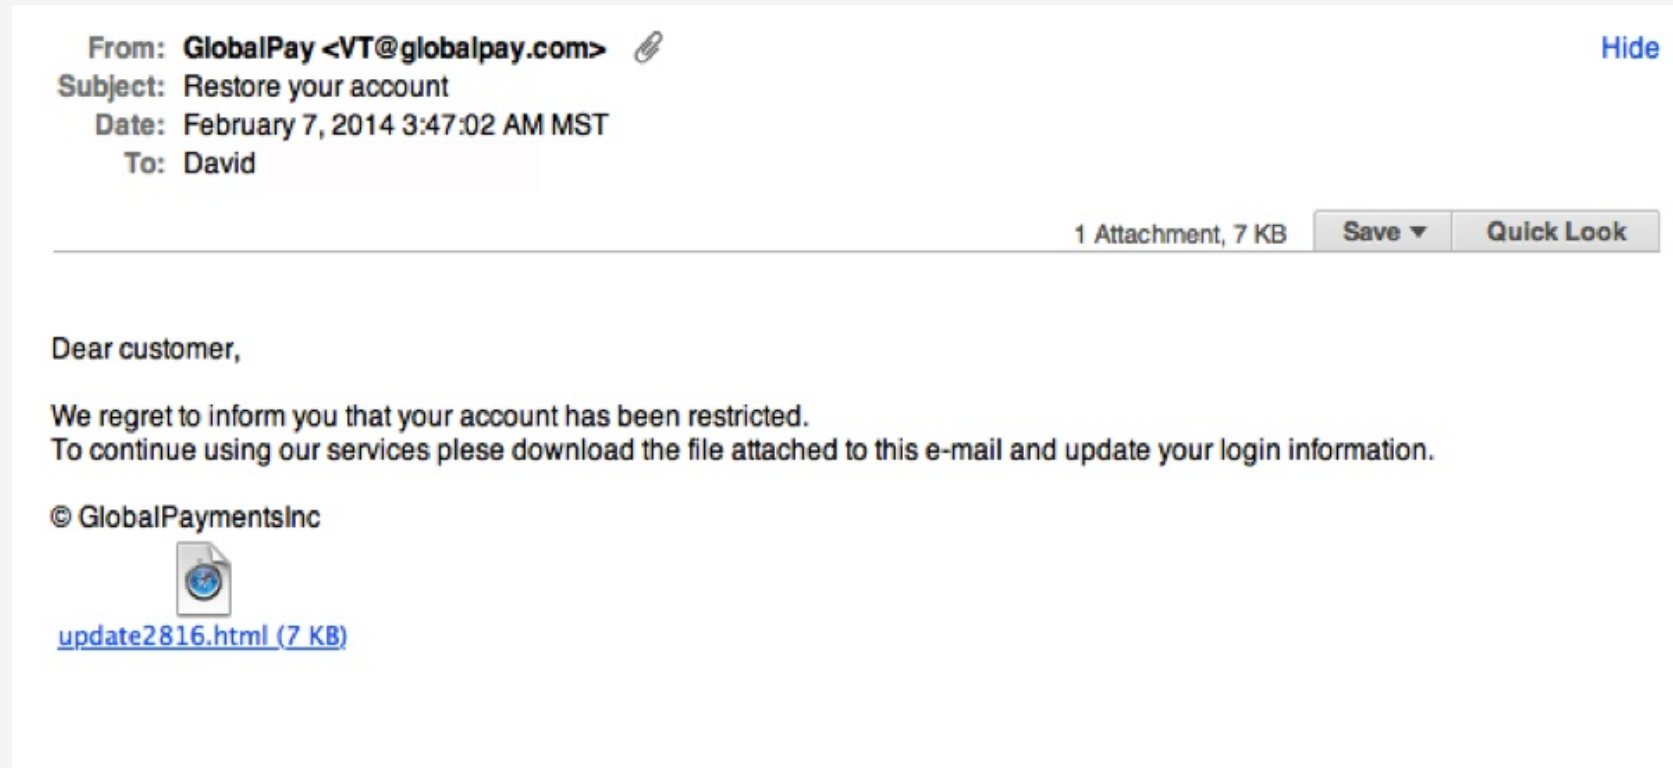 From: GlobalPay <VT@globalpay.com> Hide
Subject: Restore your account
Date: February 7, 2014 3:47:02 AM MST
To: David
1 Attachment, 7 KB Save Quick Look
Dear customer,
We regret to inform you that your account has been restricted.
To continue using our services plese download the file attached to this e-mail and update your login information.
© GlobalPaymentsInc
update2816.html (7 KB)